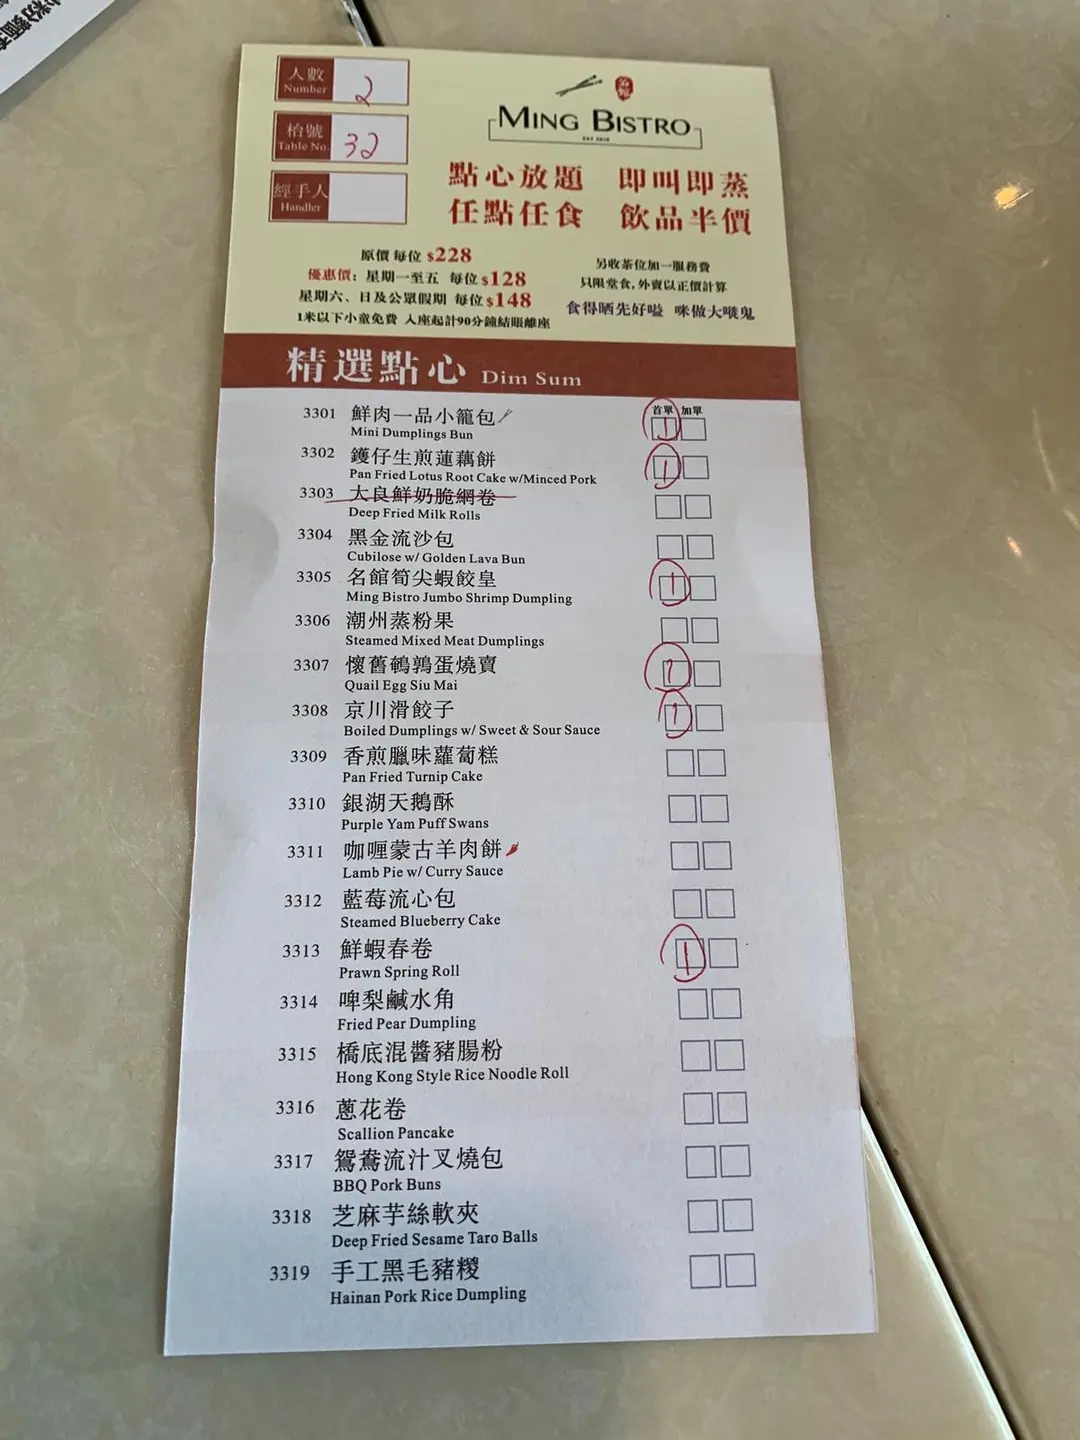 人數
Number
2
枱號
Table No.
32
經手人
Handler
名館
MING BISTRO
EST 2018
點心放題 即叫即蒸
任點任食 飲品半價
原價 每位 $228
優惠價：星期一至五 每位 $128
星期六、日及公眾假期 每位 $148
1米以下小童免費 入座起計90分鐘結賬離座
另收茶位加一服務費
只限堂食,外賣以正價計算
食得晒先好嗌 咪做大嘥鬼
精選點心 Dim Sum
首單 加單
3301 鮮肉一品小籠包 1
Mini Dumplings Bun
3302 鑊仔生煎蓮藕餅 1
Pan Fried Lotus Root Cake w/Minced Pork
3303 大良鮮奶脆網卷
Deep Fried Milk Rolls
3304 黑金流沙包
Cubilose w/ Golden Lava Bun
3305 名館筍尖蝦餃皇 1
Ming Bistro Jumbo Shrimp Dumpling
3306 潮州蒸粉果
Steamed Mixed Meat Dumplings
3307 懷舊鵪鶉蛋燒賣 1
Quail Egg Siu Mai
3308 京川滑餃子 1
Boiled Dumplings w/ Sweet & Sour Sauce
3309 香煎臘味蘿蔔糕
Pan Fried Turnip Cake
3310 銀湖天鵝酥
Purple Yam Puff Swans
3311 咖喱蒙古羊肉餅
Lamb Pie w/ Curry Sauce
3312 藍莓流心包
Steamed Blueberry Cake
3313 鮮蝦春卷 1
Prawn Spring Roll
3314 啤梨鹹水角
Fried Pear Dumpling
3315 橋底混醬豬腸粉
Hong Kong Style Rice Noodle Roll
3316 蔥花卷
Scallion Pancake
3317 鴛鴦流汁叉燒包
BBQ Pork Buns
3318 芝麻芋絲軟夾
Deep Fried Sesame Taro Balls
3319 手工黑毛豬糭
Hainan Pork Rice Dumpling